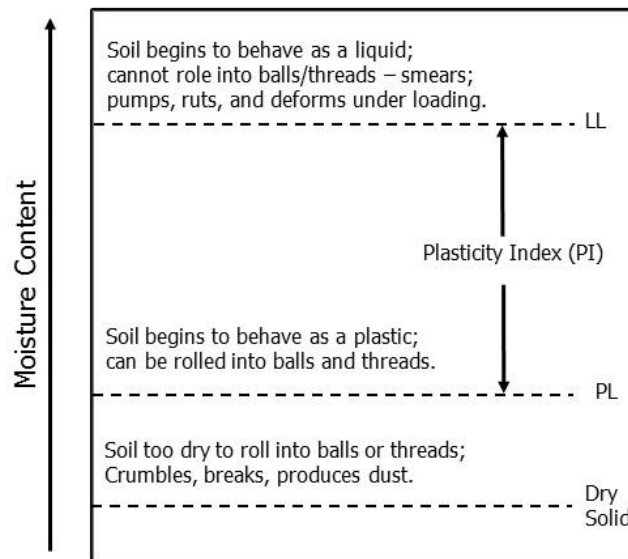 Moisture Content
Soil begins to behave as a liquid;
cannot role into balls/threads – smears;
pumps, ruts, and deforms under loading.
LL
Plasticity Index (PI)
Soil begins to behave as a plastic;
can be rolled into balls and threads.
PL
Soil too dry to roll into balls or threads;
Crumbles, breaks, produces dust.
Dry
Solid